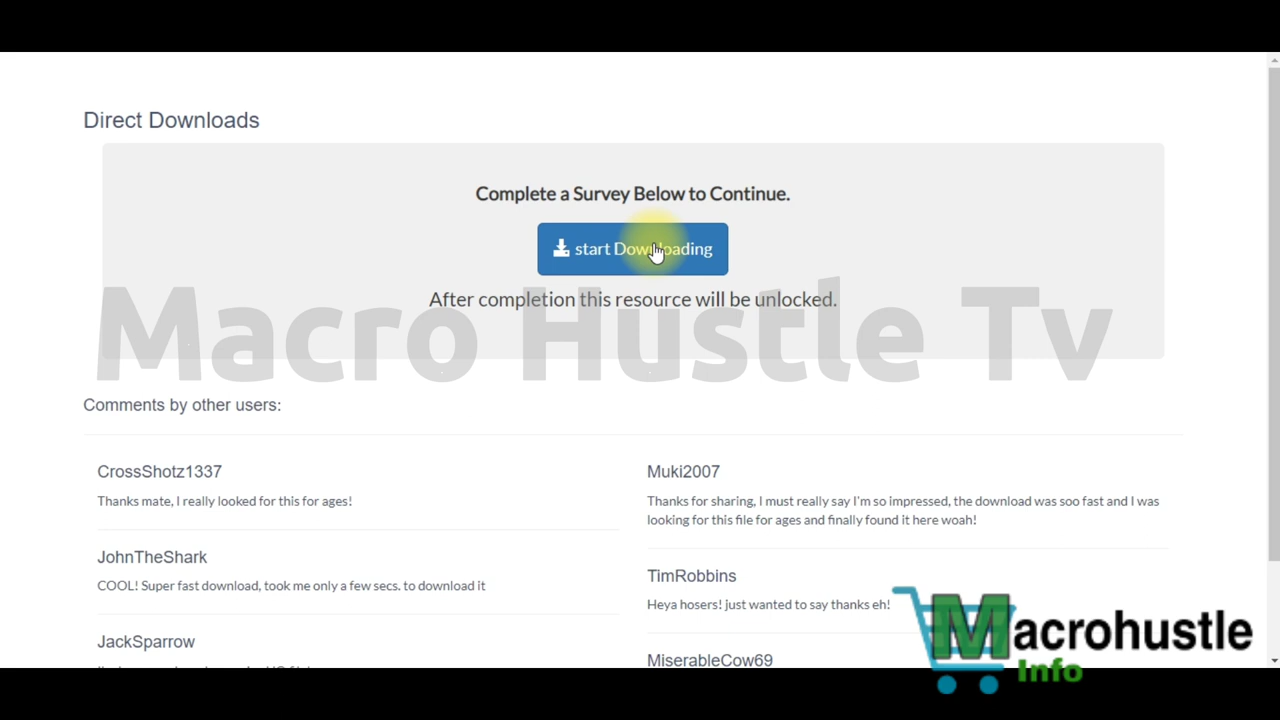 Direct Downloads
Complete a Survey Below to Continue.
start Downloading
After completion this resource will be unlocked.
Macro Hustle Tv
Comments by other users:
CrossShotz1337
Thanks mate, I really looked for this for ages!
JohnTheShark
COOL! Super fast download, took me only a few secs. to download it
JackSparrow
Muki2007
Thanks for sharing, I must really say I'm so impressed, the download was soo fast and I was
looking for this file for ages and finally found it here woah!
TimRobbins
Heya hosers! just wanted to say thanks eh!
MiserableCow69
Macrohustle
Info